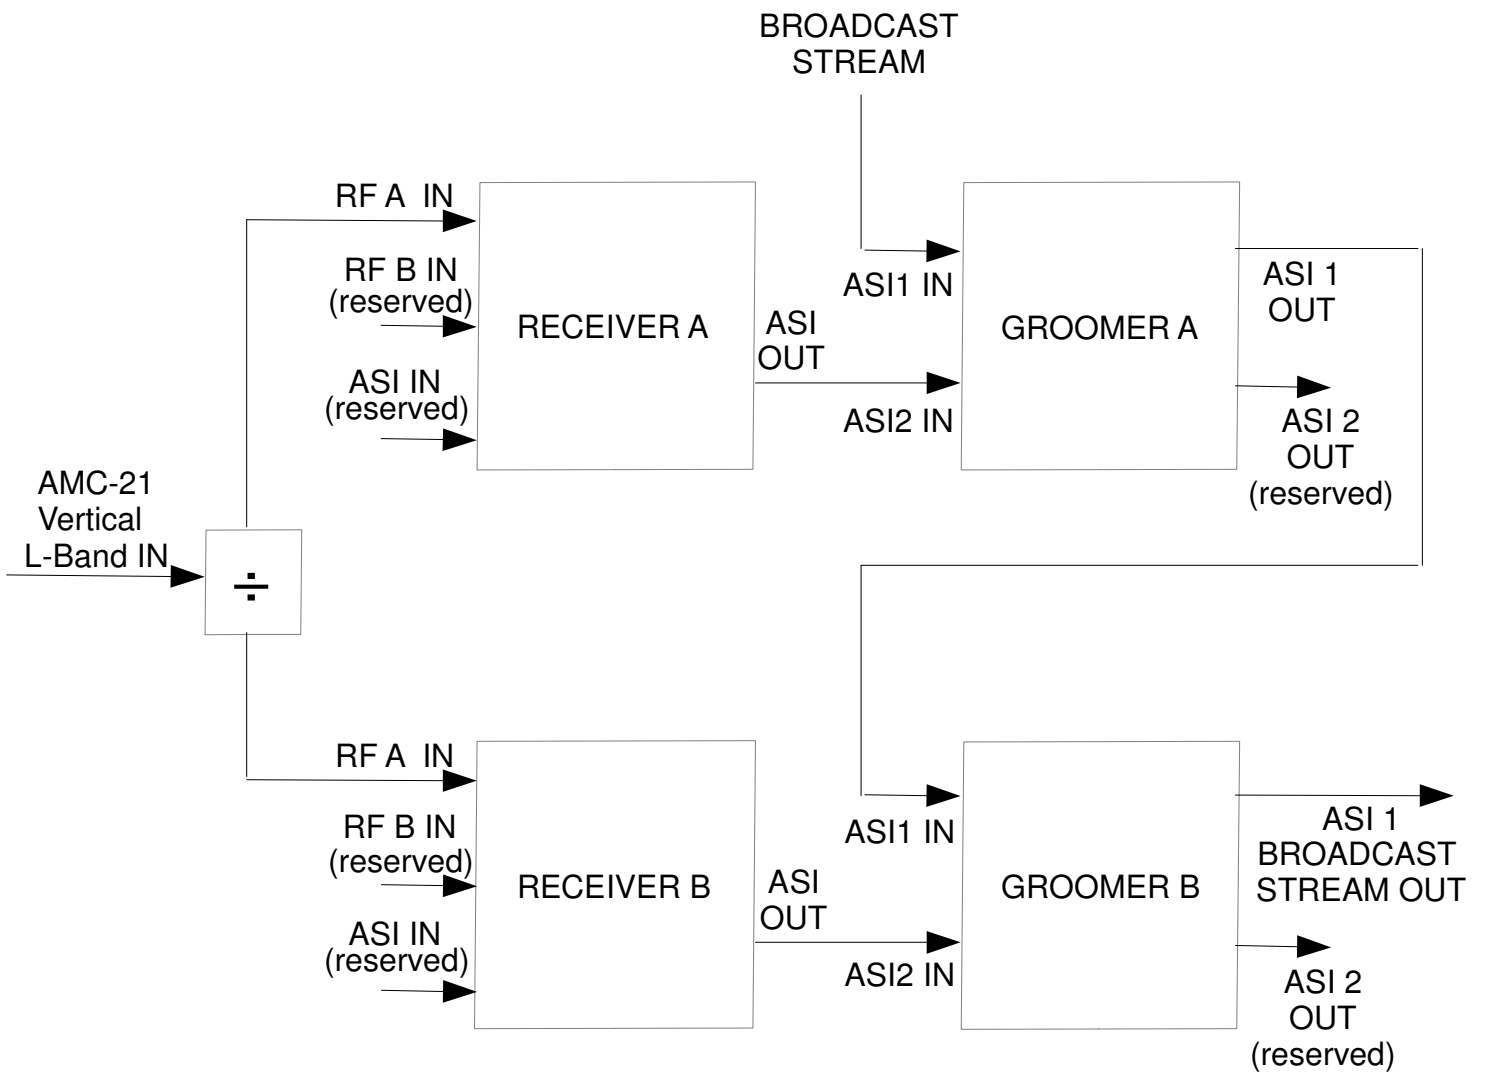 BROADCAST
STREAM
RF A IN
RF B IN
(reserved)
ASI IN
(reserved)
RECEIVER A
ASI
OUT
ASI1 IN
ASI2 IN
GROOMER A
ASI 1
OUT
ASI 2
OUT
(reserved)
AMC-21
Vertical
L-Band IN
÷
RF A IN
RF B IN
(reserved)
ASI IN
(reserved)
RECEIVER B
ASI
OUT
ASI1 IN
ASI2 IN
GROOMER B
ASI 1
BROADCAST
STREAM OUT
ASI 2
OUT
(reserved)